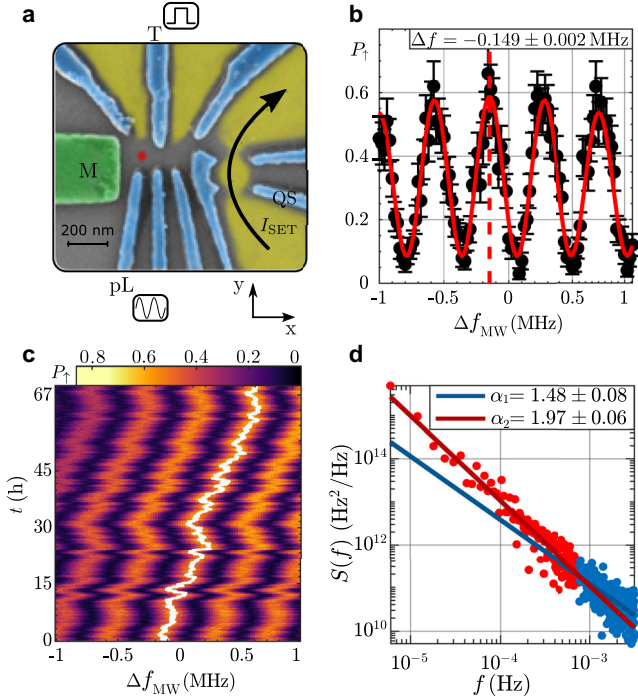 a
T
M
QS
I_SET
200 nm
pL
y
x
b
P↑
Δf = −0.149 ± 0.002 MHz
0.6
0.4
0.2
0
-1
-0.5
0
0.5
1
Δf_MW (MHz)
c
P↑
0.8
0.6
0.4
0.2
0
67
45
30
15
0
t (h)
-1
-0.5
0
0.5
1
Δf_MW (MHz)
d
α₁= 1.48 ± 0.08
α₂= 1.97 ± 0.06
10¹⁴
10¹²
10¹⁰
S(f) (Hz²/Hz)
10⁻⁵
10⁻⁴
10⁻³
f (Hz)